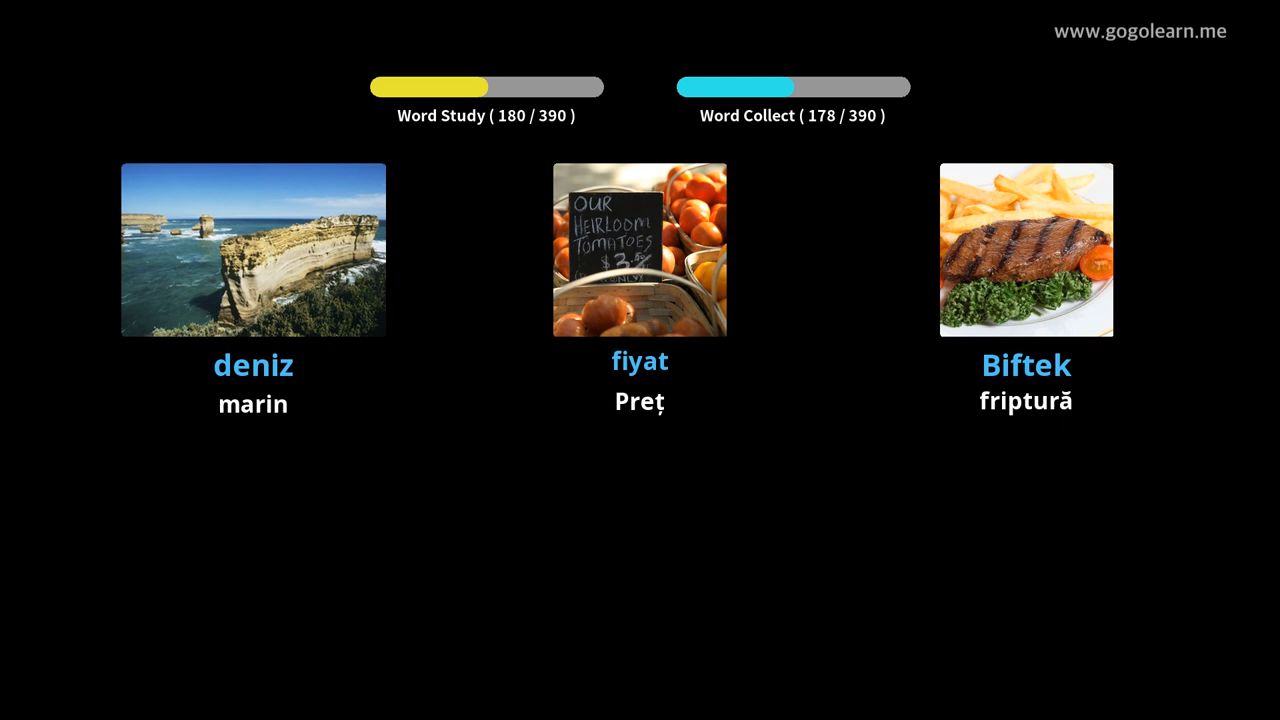 www.gogolearn.me
Word Study ( 180 / 390 )
Word Collect ( 178 / 390 )
OUR
HEIRLOOM
TOMATOES
deniz
marin
fiyat
Preț
Biftek
friptură